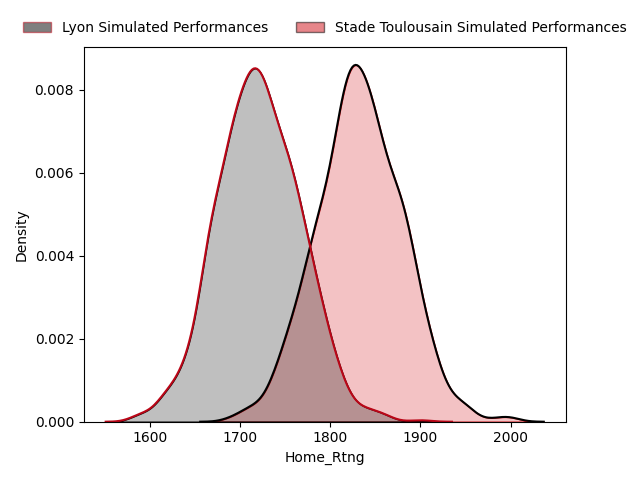 Lyon Simulated Performances Stade Toulousain Simulated Performances
0.008
0.006
0.004
0.002
0.000
Density
1600 1700 1800 1900 2000
Home_Rtng